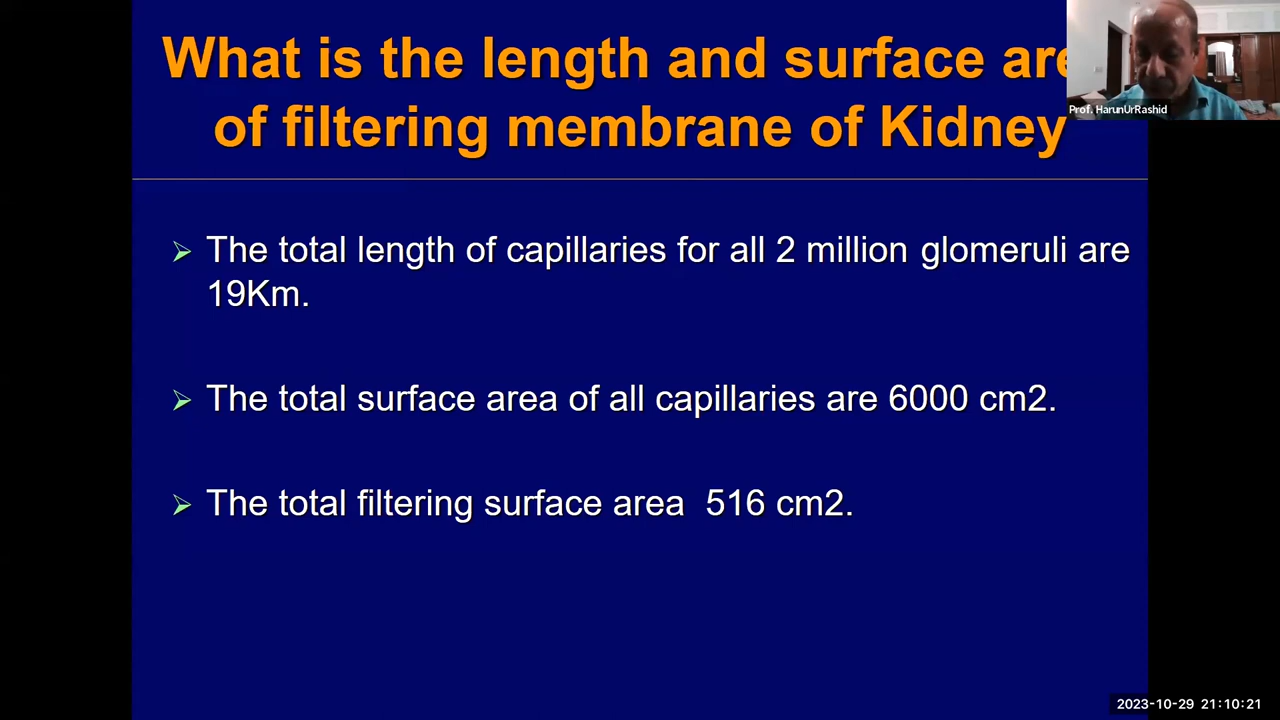 What is the length and surface are
of filtering membrane of Kidney
Prof. HarunUrRashid
➢ The total length of capillaries for all 2 million glomeruli are
19Km.
➢ The total surface area of all capillaries are 6000 cm2.
➢ The total filtering surface area 516 cm2.
2023-10-29 21:10:21